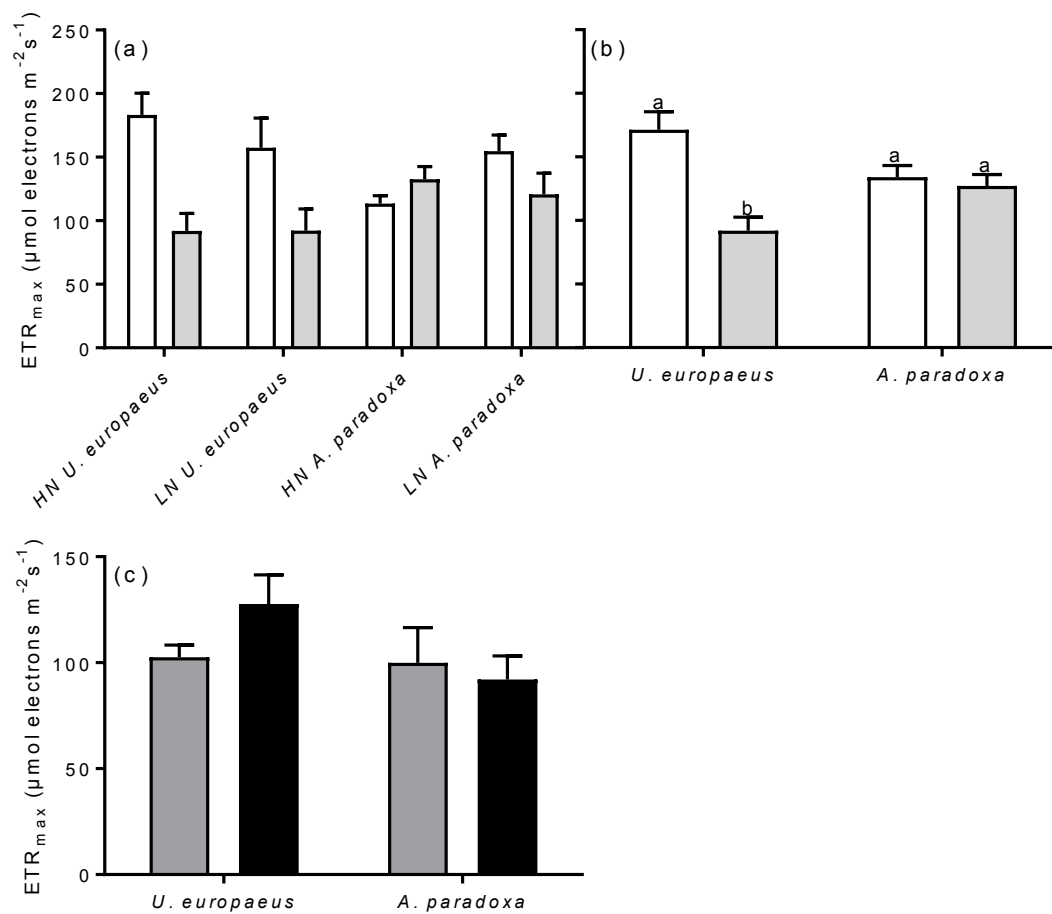 (a)
ETRmax (µmol electrons m-2s-1)
250
200
150
100
50
0
HN U. europaeus
LN U. europaeus
HN A. paradoxa
LN A. paradoxa
(b)
a
b
a
a
U. europaeus
A. paradoxa
(c)
ETRmax (µmol electrons m-2s-1)
150
100
50
0
U. europaeus
A. paradoxa